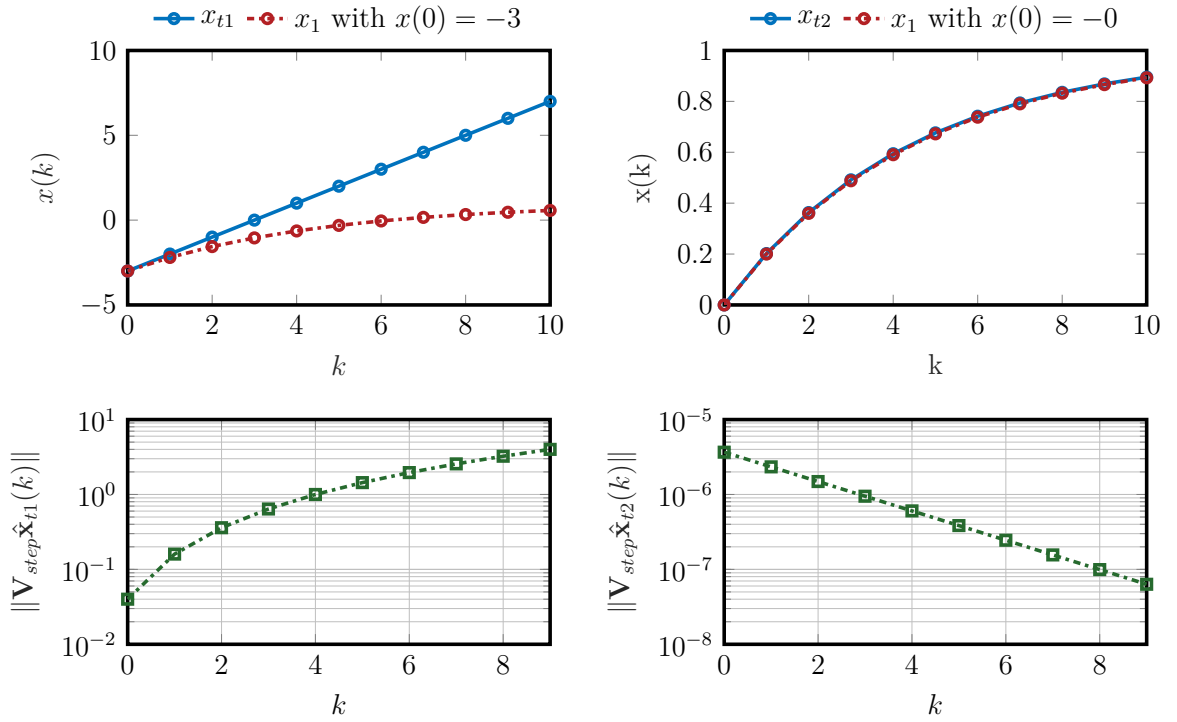 x_{t1} x_1 with x(0) = −3
10
5
0
−5
x(k)
0 2 4 6 8 10
k
x_{t2} x_1 with x(0) = −0
1
0.8
0.6
0.4
0.2
0
x(k)
0 2 4 6 8 10
k
10^1
10^0
10^{−1}
10^{−2}
‖V_{step}x̂_{t1}(k)‖
0 2 4 6 8
k
10^{−5}
10^{−6}
10^{−7}
10^{−8}
‖V_{step}x̂_{t2}(k)‖
0 2 4 6 8
k